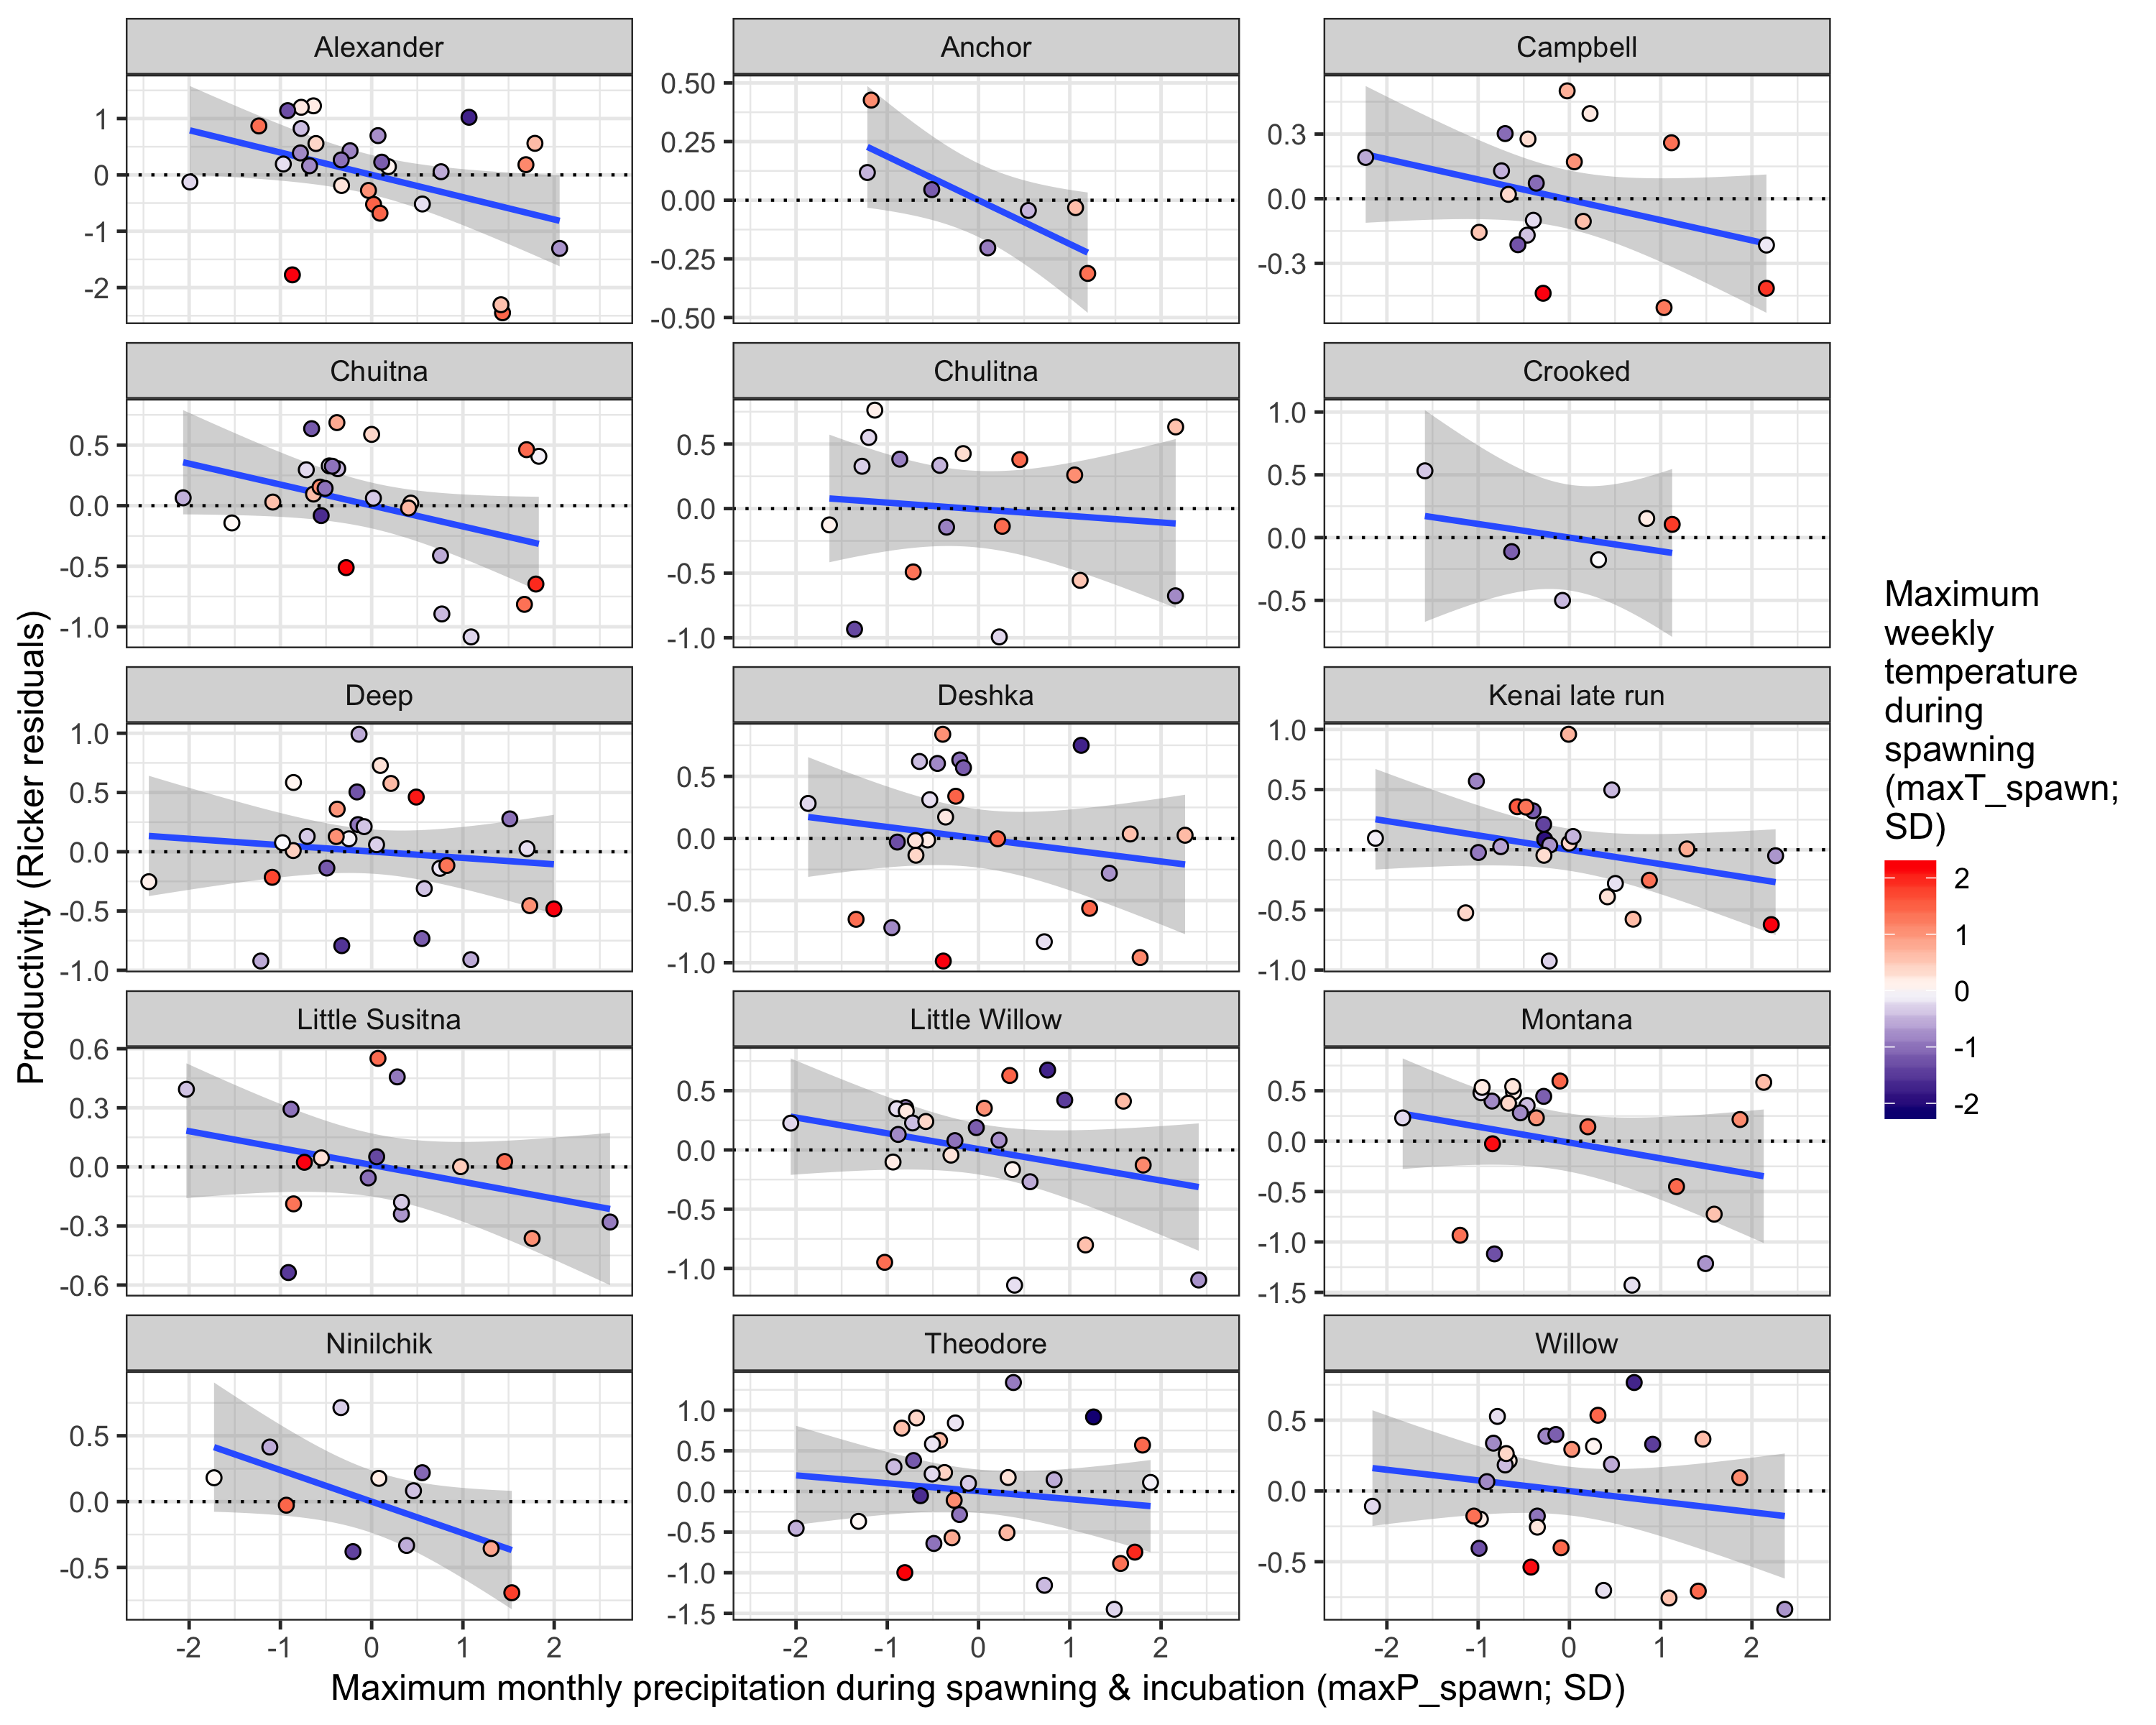 Alexander Anchor Campbell
1 0 -1 -2
0.50 0.25 0.00 -0.25 -0.50
0.3 0.0 -0.3
Chuitna Chulitna Crooked
0.5 0.0 -0.5 -1.0
0.5 0.0 -0.5 -1.0
1.0 0.5 0.0 -0.5
Deep Deshka Kenai late run
1.0 0.5 0.0 -0.5 -1.0
0.5 0.0 -0.5 -1.0
1.0 0.5 0.0 -0.5 -1.0
Little Susitna Little Willow Montana
0.6 0.3 0.0 -0.3 -0.6
0.5 0.0 -0.5 -1.0
0.5 0.0 -0.5 -1.0 -1.5
Ninilchik Theodore Willow
0.5 0.0 -0.5
1.0 0.5 0.0 -0.5 -1.0 -1.5
0.5 0.0 -0.5
-2 -1 0 1 2
-2 -1 0 1 2
-2 -1 0 1 2
Maximum monthly precipitation during spawning & incubation (maxP_spawn; SD)
Productivity (Ricker residuals)
Maximum
weekly
temperature
during
spawning
(maxT_spawn;
SD)
2
1
0
-1
-2